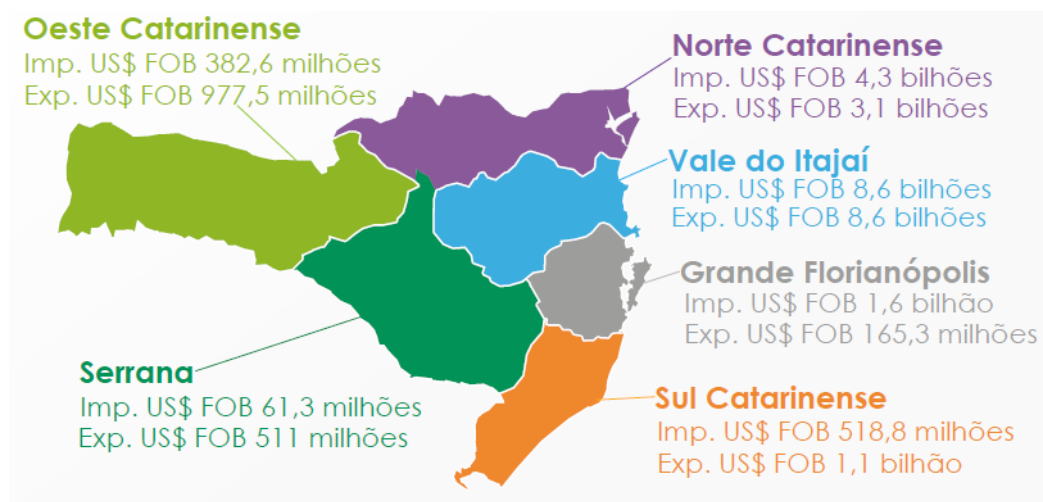 Oeste Catarinense
Imp. US$ FOB 382,6 milhões
Exp. US$ FOB 977,5 milhões
Norte Catarinense
Imp. US$ FOB 4,3 bilhões
Exp. US$ FOB 3,1 bilhões
Vale do Itajaí
Imp. US$ FOB 8,6 bilhões
Exp. US$ FOB 8,6 bilhões
Grande Florianópolis
Imp. US$ FOB 1,6 bilhão
Exp. US$ FOB 165,3 milhões
Serrana
Imp. US$ FOB 61,3 milhões
Exp. US$ FOB 511 milhões
Sul Catarinense
Imp. US$ FOB 518,8 milhões
Exp. US$ FOB 1,1 bilhão